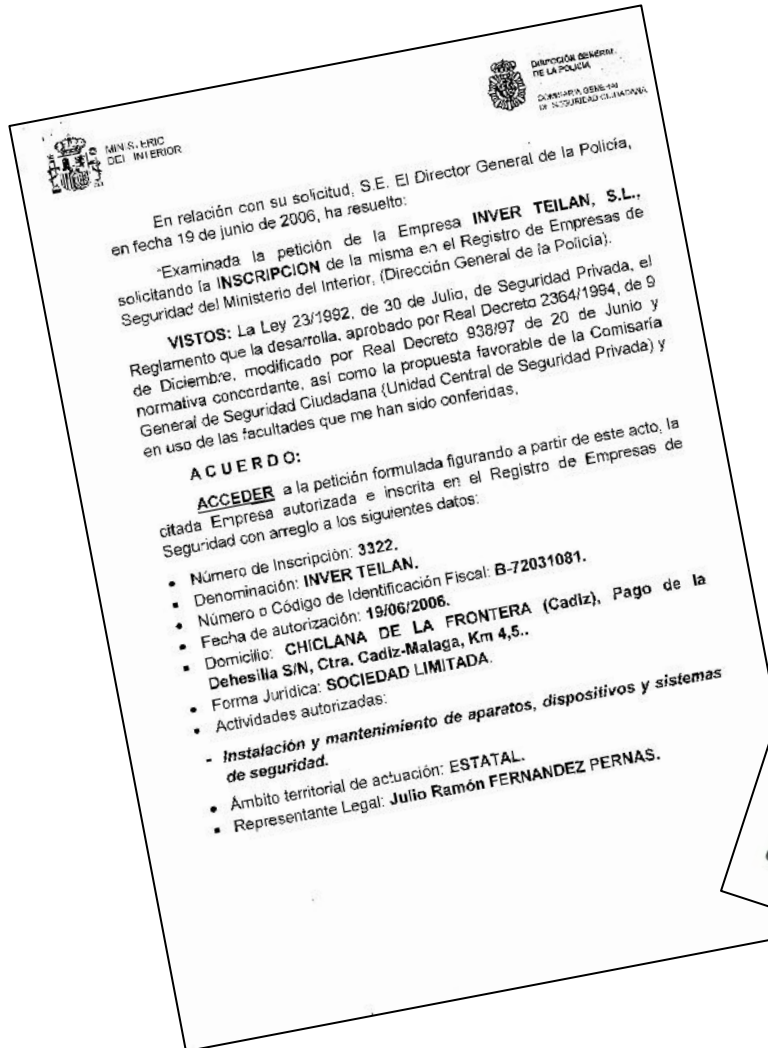 MINISTERIO
DEL INTERIOR
DIRECCIÓN GENERAL
DE LA POLICÍA
COMISARÍA GENERAL
DE SEGURIDAD CIUDADANA
En relación con su solicitud, S.E. El Director General de la Policía,
en fecha 19 de junio de 2006, ha resuelto:
"Examinada la petición de la Empresa INVER TEILAN, S.L.,
solicitando la INSCRIPCION de la misma en el Registro de Empresas de
Seguridad del Ministerio del Interior, (Dirección General de la Policía).
VISTOS: La Ley 23/1992, de 30 de Julio, de Seguridad Privada, el
Reglamento que la desarrolla, aprobado por Real Decreto 2364/1994, de 9
de Diciembre, modificado por Real Decreto 938/97 de 20 de Junio y
normativa concordante, así como la propuesta favorable de la Comisaría
General de Seguridad Ciudadana (Unidad Central de Seguridad Privada) y
en uso de las facultades que me han sido conferidas,
A C U E R D O:
ACCEDER a la petición formulada figurando a partir de este acto, la
citada Empresa autorizada e inscrita en el Registro de Empresas de
Seguridad con arreglo a los siguientes datos:
• Número de Inscripción: 3322.
• Denominación: INVER TEILAN.
• Número o Código de Identificación Fiscal: B-72031081.
• Fecha de autorización: 19/06/2006.
• Domicilio: CHICLANA DE LA FRONTERA (Cadiz), Pago de la
Dehesilla S/N, Ctra. Cadiz-Malaga, Km 4,5..
• Forma Jurídica: SOCIEDAD LIMITADA.
• Actividades autorizadas:
- Instalación y mantenimiento de aparatos, dispositivos y sistemas
de seguridad.
• Ámbito territorial de actuación: ESTATAL.
• Representante Legal: Julio Ramón FERNANDEZ PERNAS.